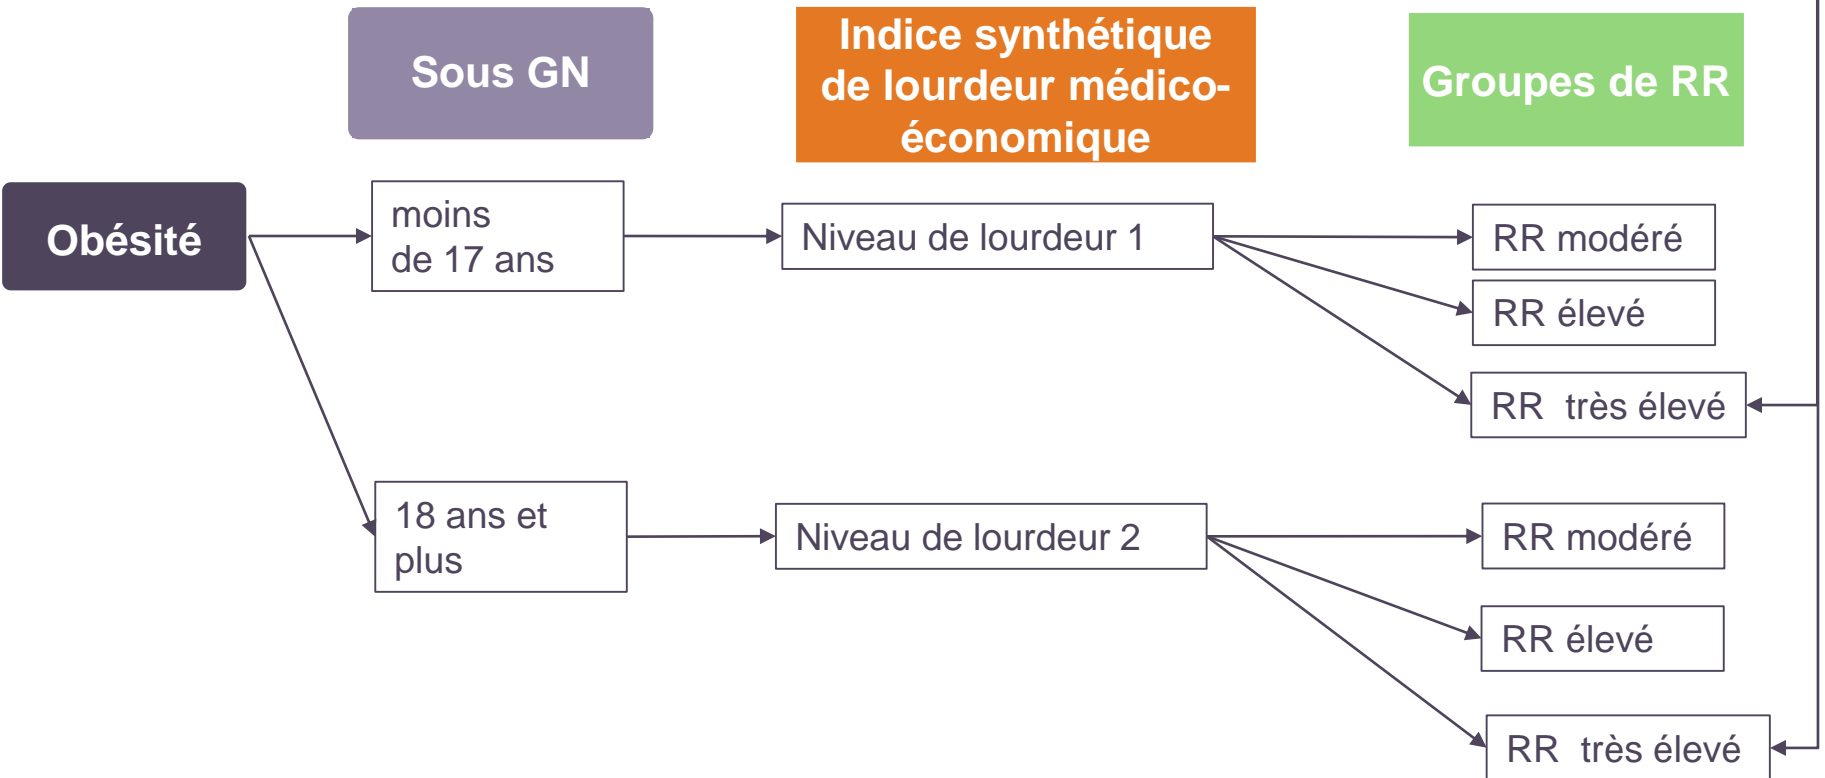 Sous GN
Indice synthétique
de lourdeur médico-
économique
Groupes de RR
Obésité
moins
de 17 ans
Niveau de lourdeur 1
RR modéré
RR élevé
RR  très élevé
18 ans et
plus
Niveau de lourdeur 2
RR modéré
RR élevé
RR  très élevé